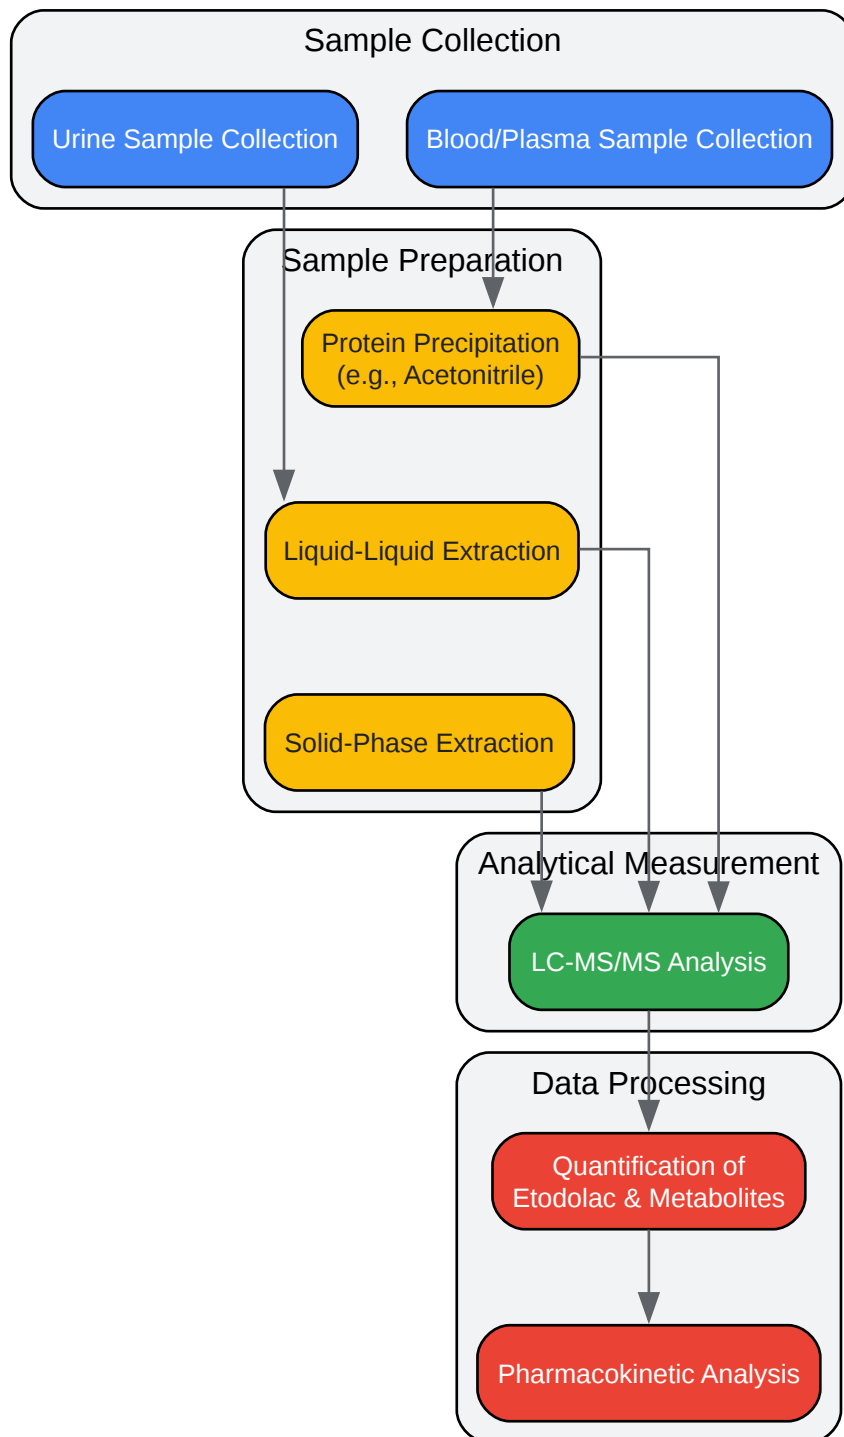 Sample Collection
Urine Sample Collection
Blood/Plasma Sample Collection
Sample Preparation
Protein Precipitation
(e.g., Acetonitrile)
Liquid-Liquid Extraction
Solid-Phase Extraction
Analytical Measurement
LC-MS/MS Analysis
Data Processing
Quantification of
Etodolac & Metabolites
Pharmacokinetic Analysis